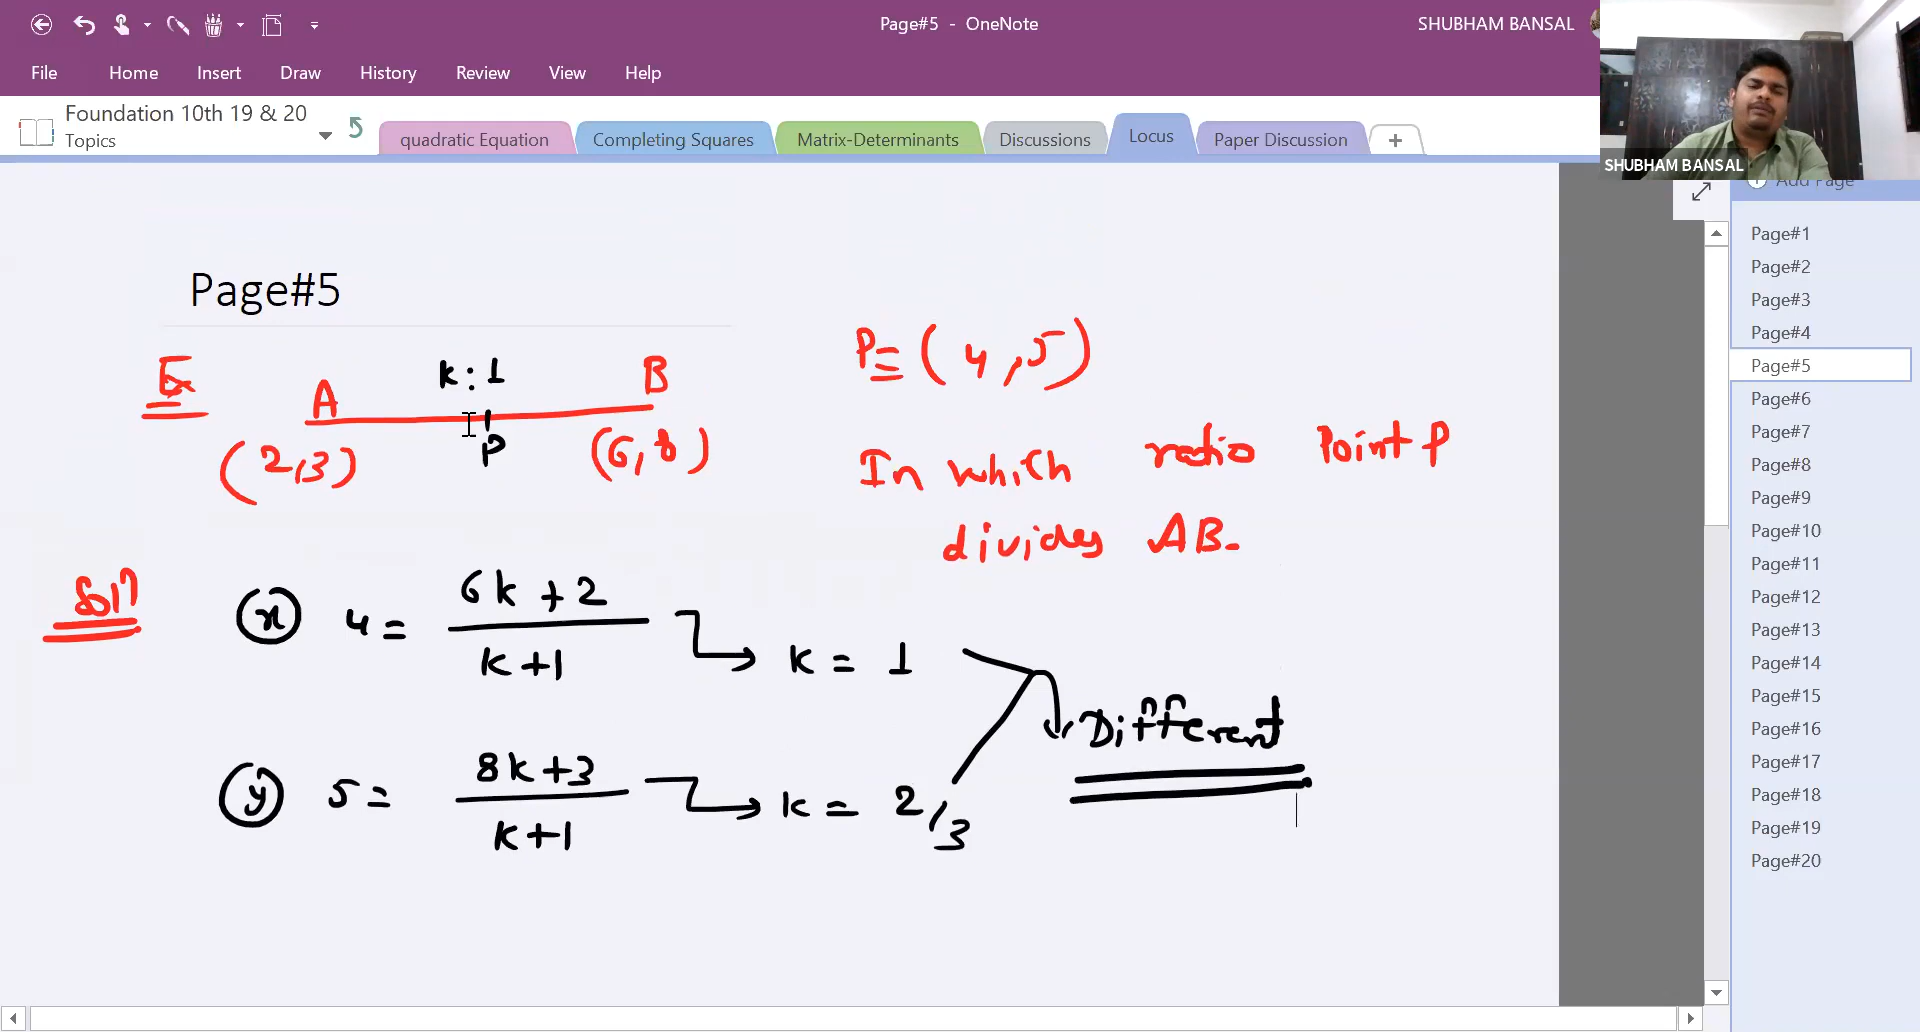 Page#5 - OneNote
SHUBHAM BANSAL
File Home Insert Draw History Review View Help
Foundation 10th 19 & 20
Topics
quadratic Equation
Completing Squares
Matrix-Determinants
Discussions
Locus
Paper Discussion
+
SHUBHAM BANSAL
Add Page
Page#1
Page#2
Page#3
Page#4
Page#5
Page#6
Page#7
Page#8
Page#9
Page#10
Page#11
Page#12
Page#13
Page#14
Page#15
Page#16
Page#17
Page#18
Page#19
Page#20
Page#5
Ex
A k:1 B
(2,3) P (6,8)
P≡(4,5)
In which ratio Point P
divides AB.
Solⁿ
(x) 4 = 6k+2 / k+1 → k = 1
(y) 5 = 8k+3 / k+1 → k = 2/3
Different